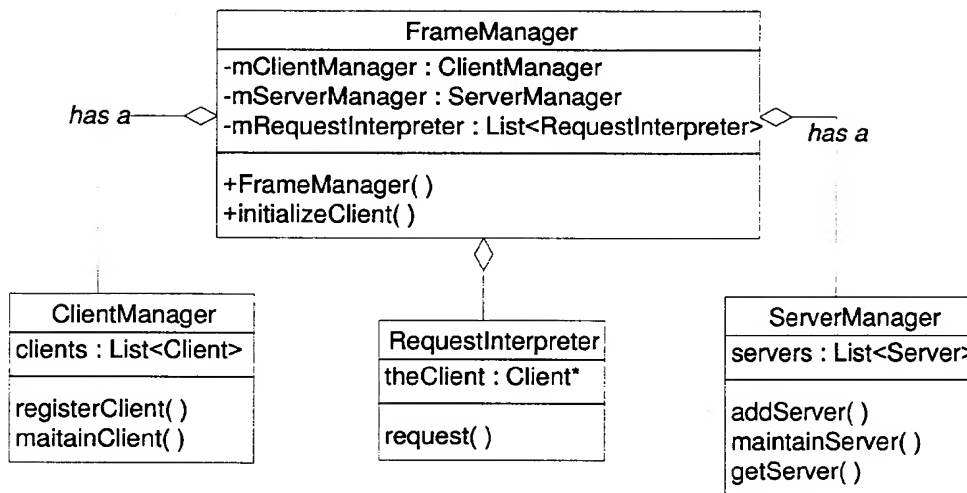 FrameManager
-mClientManager : ClientManager
-mServerManager : ServerManager
-mRequestInterpreter : List<RequestInterpreter>
+FrameManager( )
+initializeClient( )
has a
has a
ClientManager
clients : List<Client>
registerClient( )
maitainClient( )
RequestInterpreter
theClient : Client*
request( )
ServerManager
servers : List<Server>
addServer( )
maintainServer( )
getServer( )